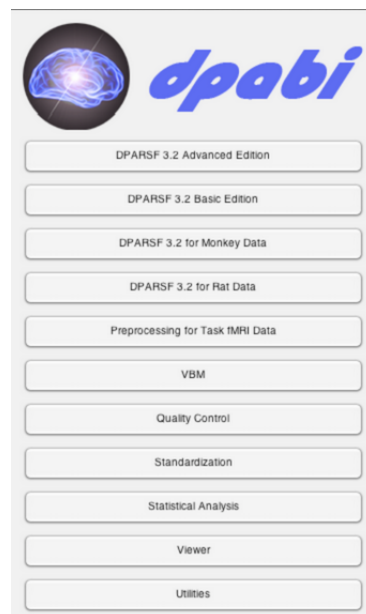 dpabi
DPARSF 3.2 Advanced Edition
DPARSF 3.2 Basic Edition
DPARSF 3.2 for Monkey Data
DPARSF 3.2 for Rat Data
Preprocessing for Task fMRI Data
VBM
Quality Control
Standardization
Statistical Analysis
Viewer
Utilities